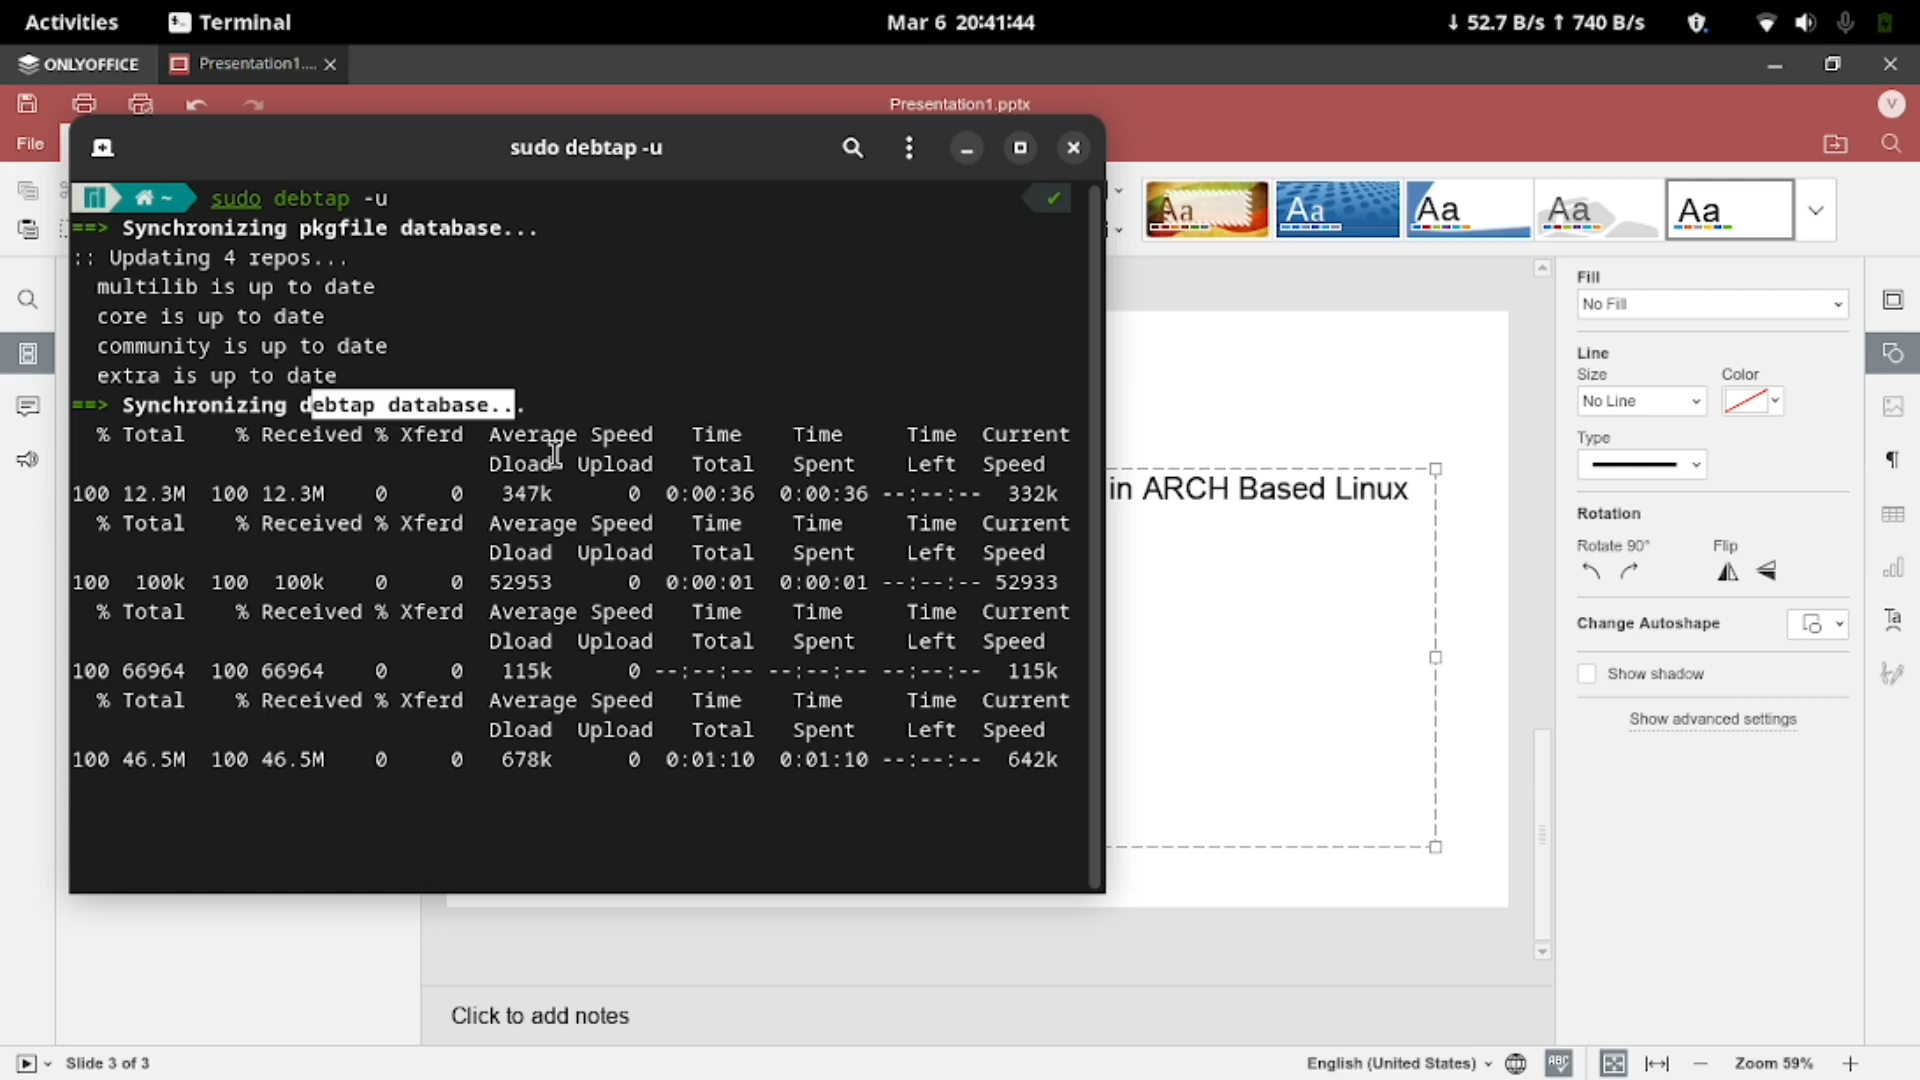 Activities Terminal Mar 6 20:41:44 ↓ 52.7 B/s ↑ 740 B/s
ONLYOFFICE Presentation1....
Presentation1.pptx V
File
sudo debtap -u
~ sudo debtap -u
==> Synchronizing pkgfile database...
:: Updating 4 repos...
multilib is up to date
core is up to date
community is up to date
extra is up to date
==> Synchronizing debtap database...
% Total % Received % Xferd Average Speed Time Time Time Current
Dload Upload Total Spent Left Speed
100 12.3M 100 12.3M 0 0 347k 0 0:00:36 0:00:36 --:--:-- 332k
% Total % Received % Xferd Average Speed Time Time Time Current
Dload Upload Total Spent Left Speed
100 100k 100 100k 0 0 52953 0 0:00:01 0:00:01 --:--:-- 52933
% Total % Received % Xferd Average Speed Time Time Time Current
Dload Upload Total Spent Left Speed
100 66964 100 66964 0 0 115k 0 --:--:-- --:--:-- --:--:-- 115k
% Total % Received % Xferd Average Speed Time Time Time Current
Dload Upload Total Spent Left Speed
100 46.5M 100 46.5M 0 0 678k 0 0:01:10 0:01:10 --:--:-- 642k
Aa Aa Aa Aa Aa
in ARCH Based Linux
Fill
No Fill
Line
Size Color
No Line
Type
Rotation
Rotate 90° Flip
Change Autoshape
Show shadow
Show advanced settings
Click to add notes
Slide 3 of 3 English (United States) ABC Zoom 59%